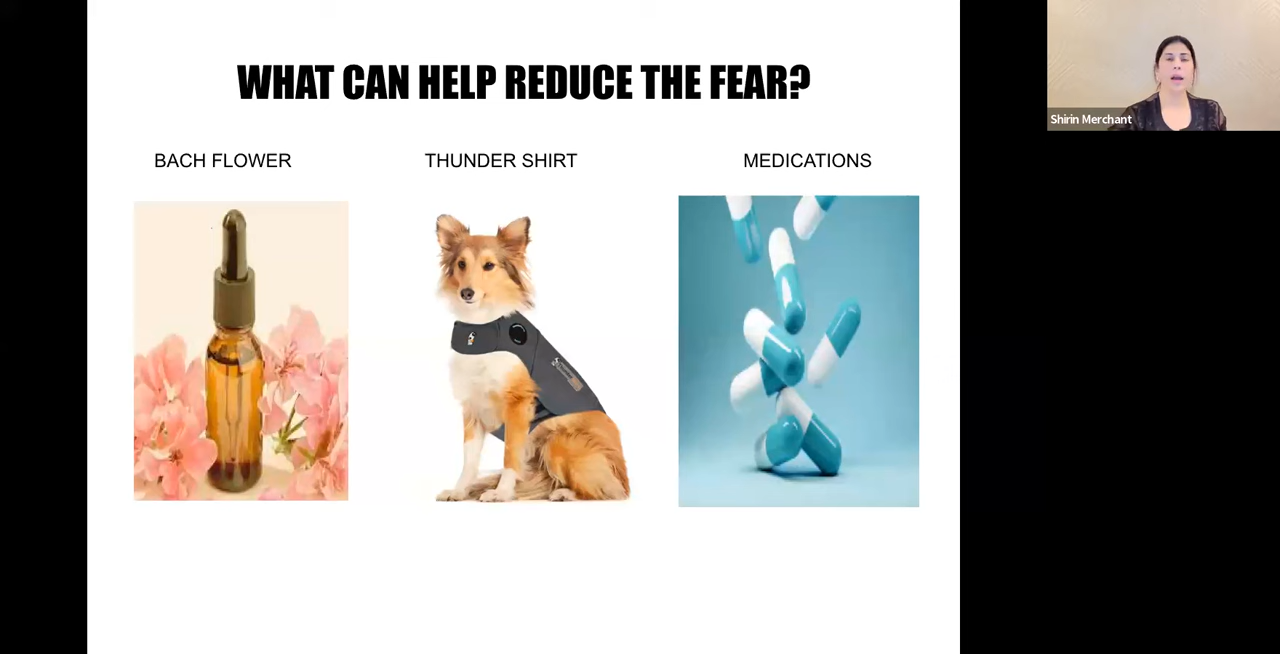 WHAT CAN HELP REDUCE THE FEAR?
BACH FLOWER
THUNDER SHIRT
MEDICATIONS
Shirin Merchant